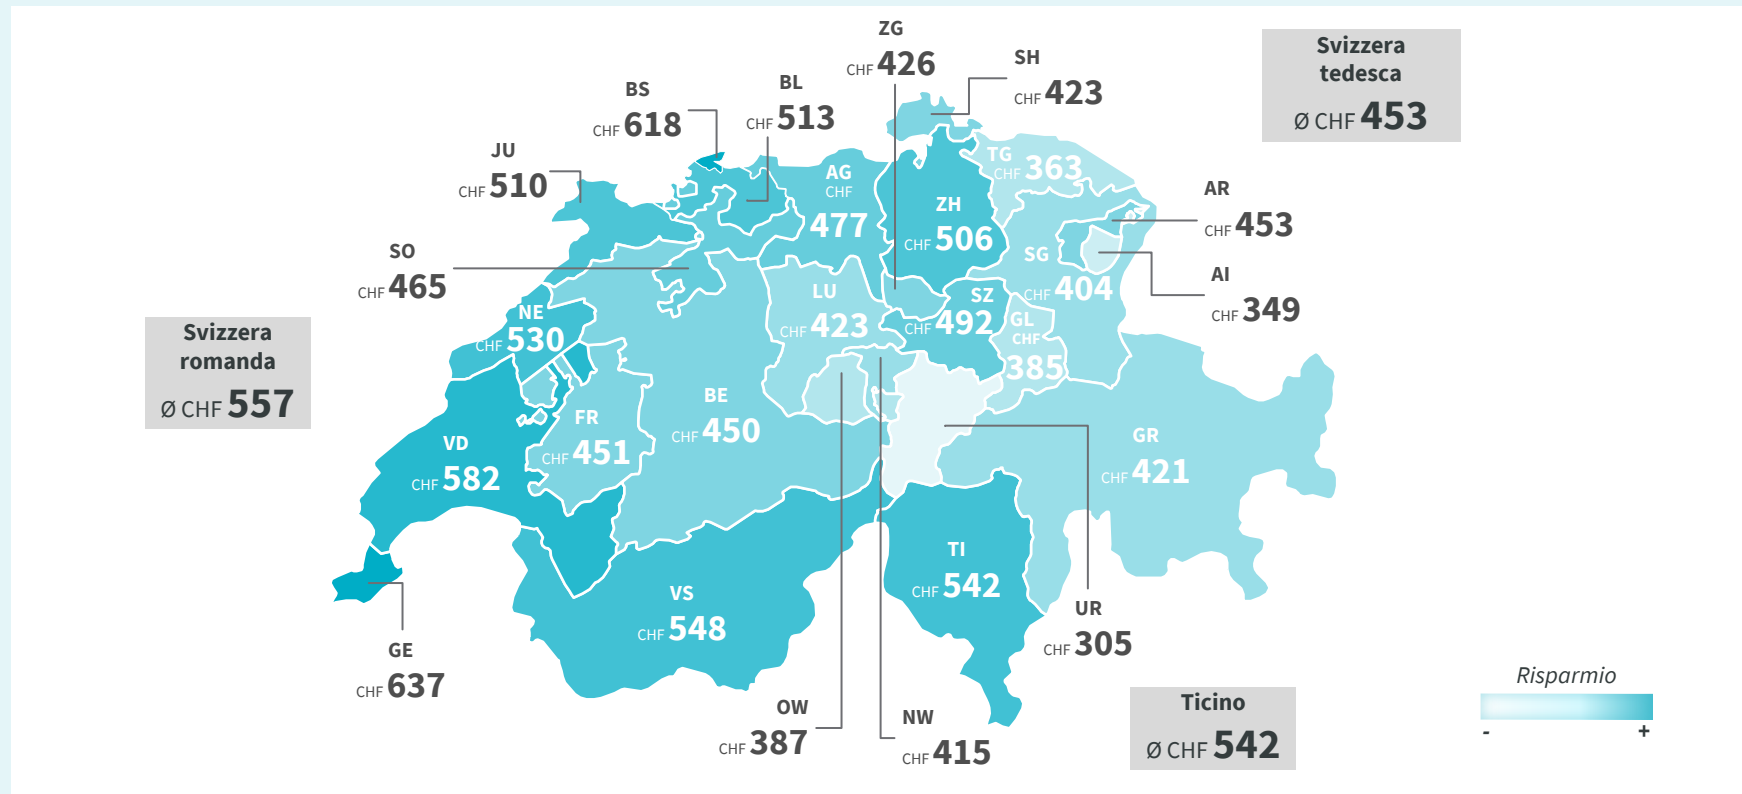 ZG
CHF 426
SH
CHF 423
BS
CHF 618
BL
CHF 513
Svizzera
tedesca
Ø CHF 453
JU
CHF 510
AG
CHF
477
TG
CHF 363
ZH
CHF 506
AR
CHF 453
SO
CHF 465
SG
CHF 404
AI
CHF 349
LU
CHF 423
SZ
CHF 492
GL
CHF
385
NE
CHF 530
Svizzera
romanda
Ø CHF 557
BE
CHF 450
FR
CHF 451
VD
CHF 582
GR
CHF 421
TI
CHF 542
VS
CHF 548
UR
CHF 305
GE
CHF 637
OW
CHF 387
NW
CHF 415
Ticino
Ø CHF 542
Risparmio
- +